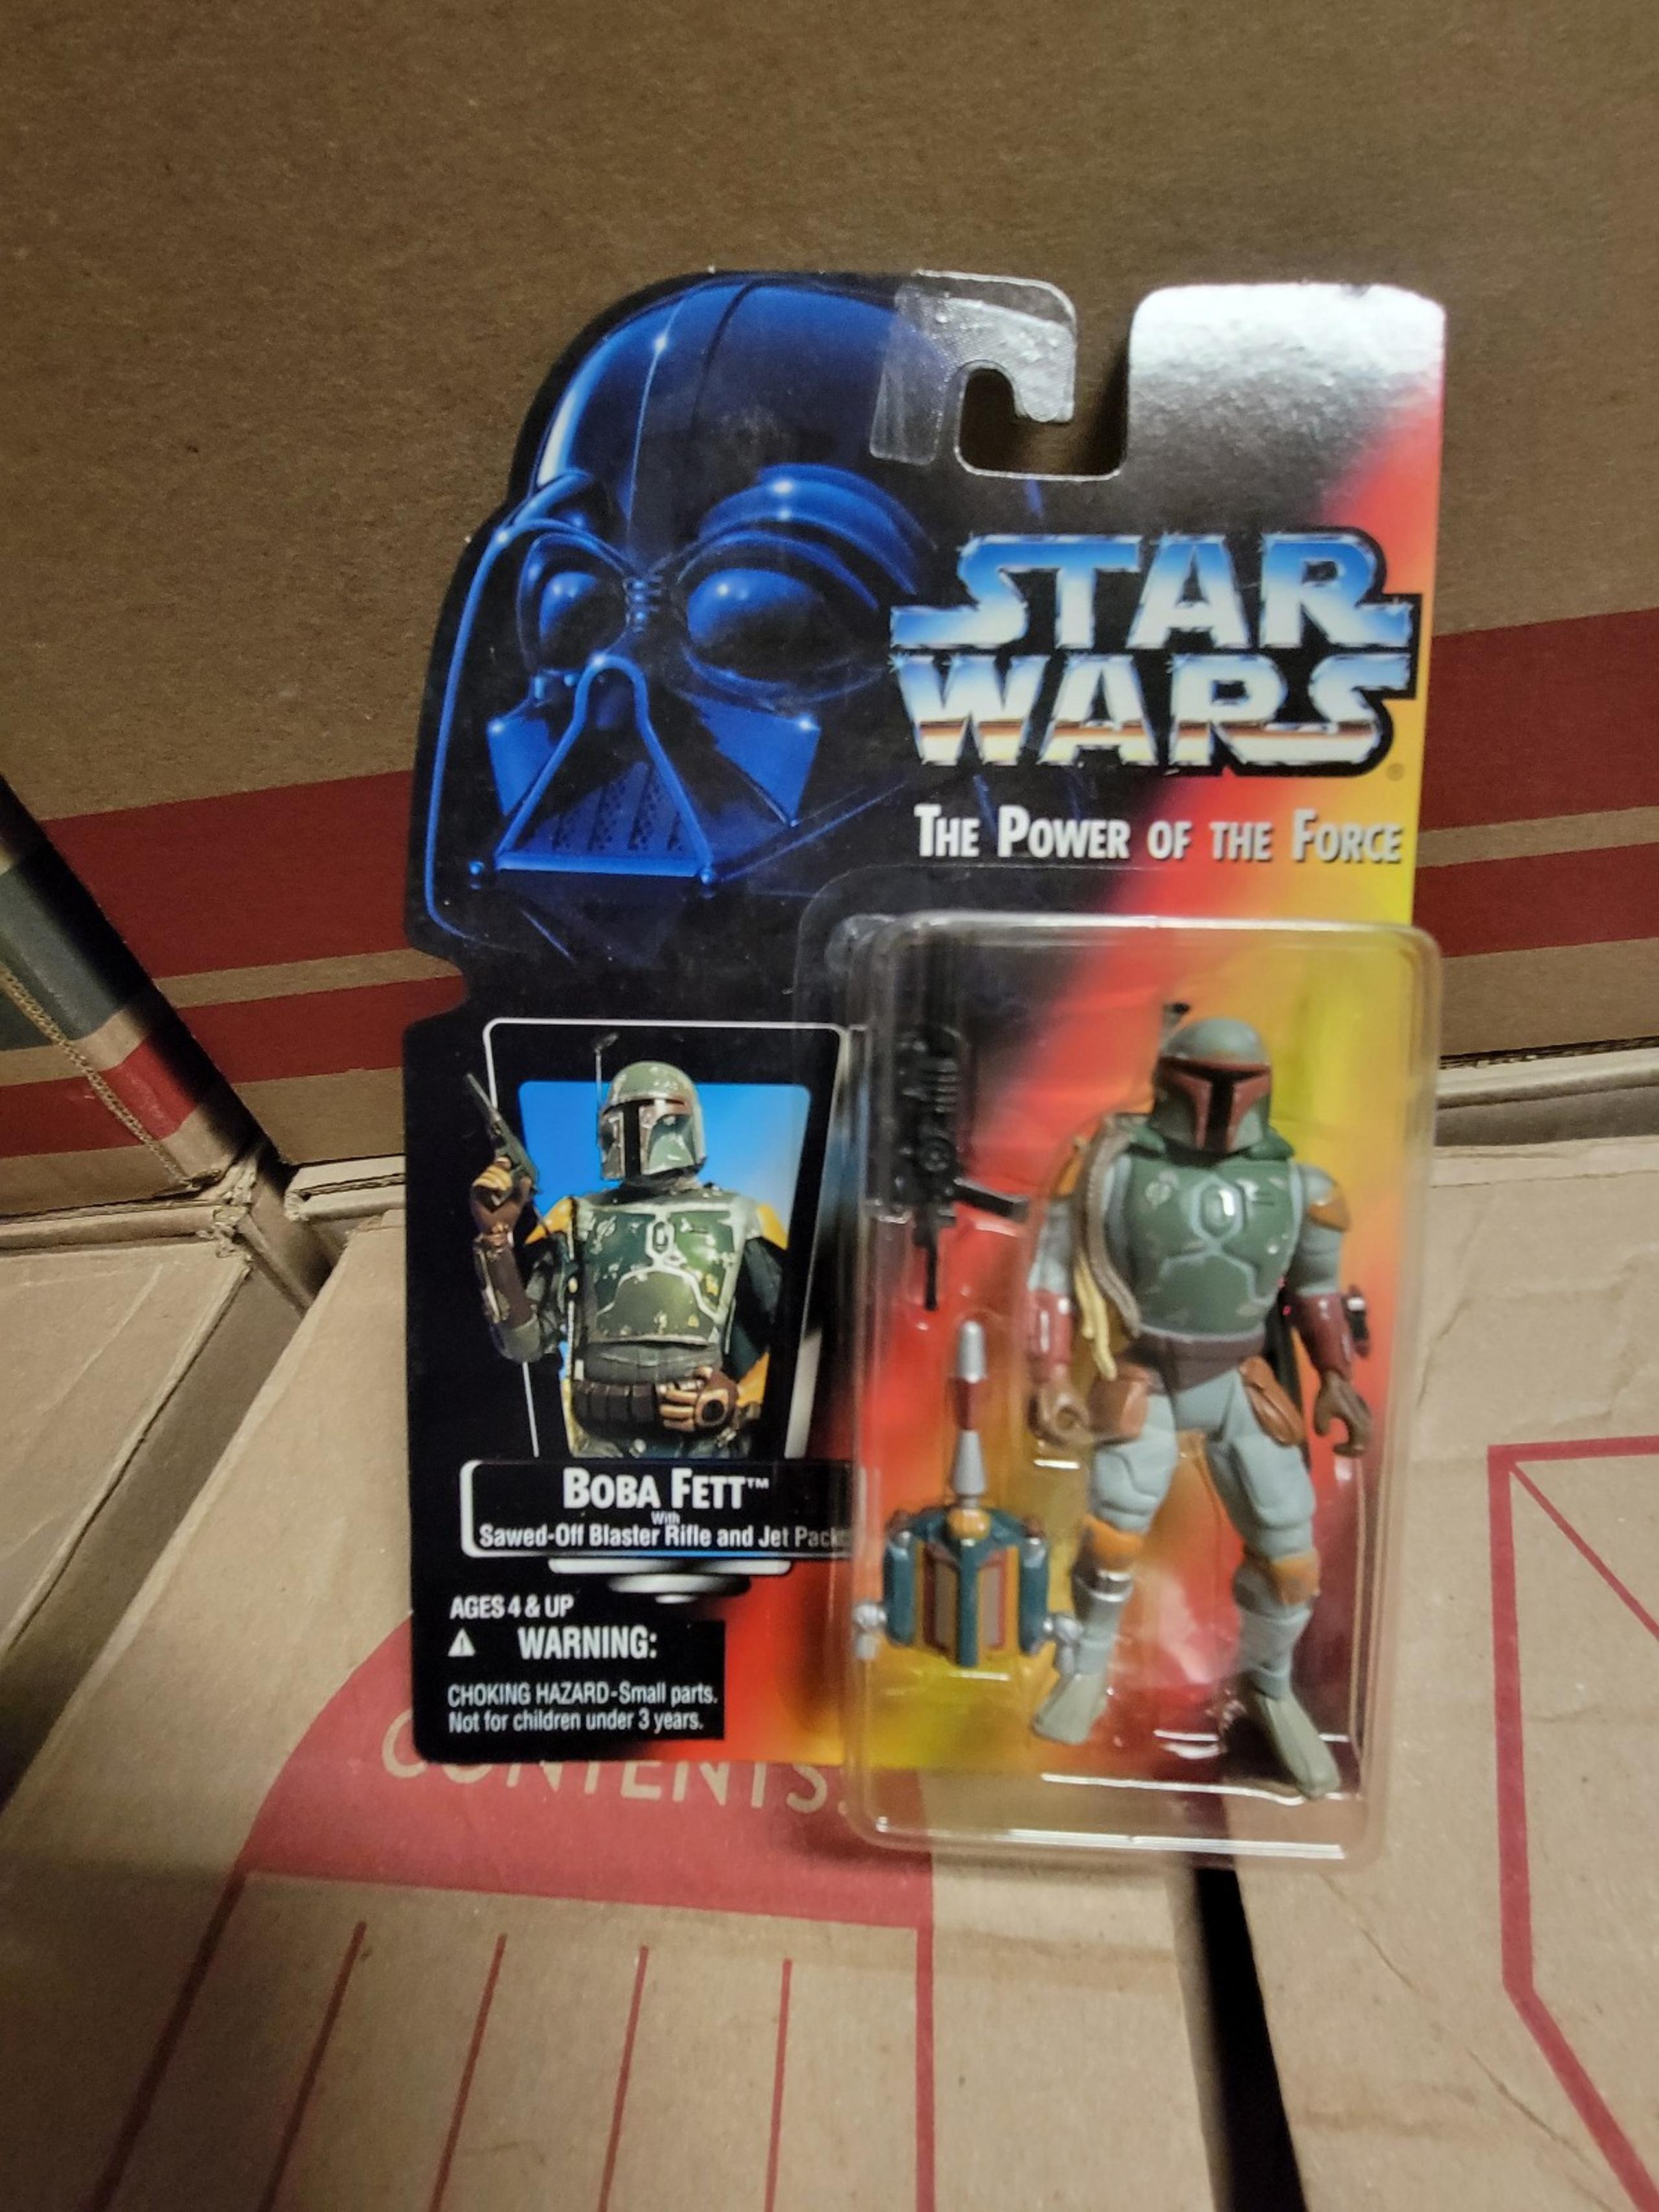 STAR
WARS
THE POWER OF THE FORCE
BOBA FETT™
With
Sawed-Off Blaster Rifle and Jet Pack
AGES 4 & UP
⚠ WARNING:
CHOKING HAZARD-Small parts.
Not for children under 3 years.
CONTENTS: